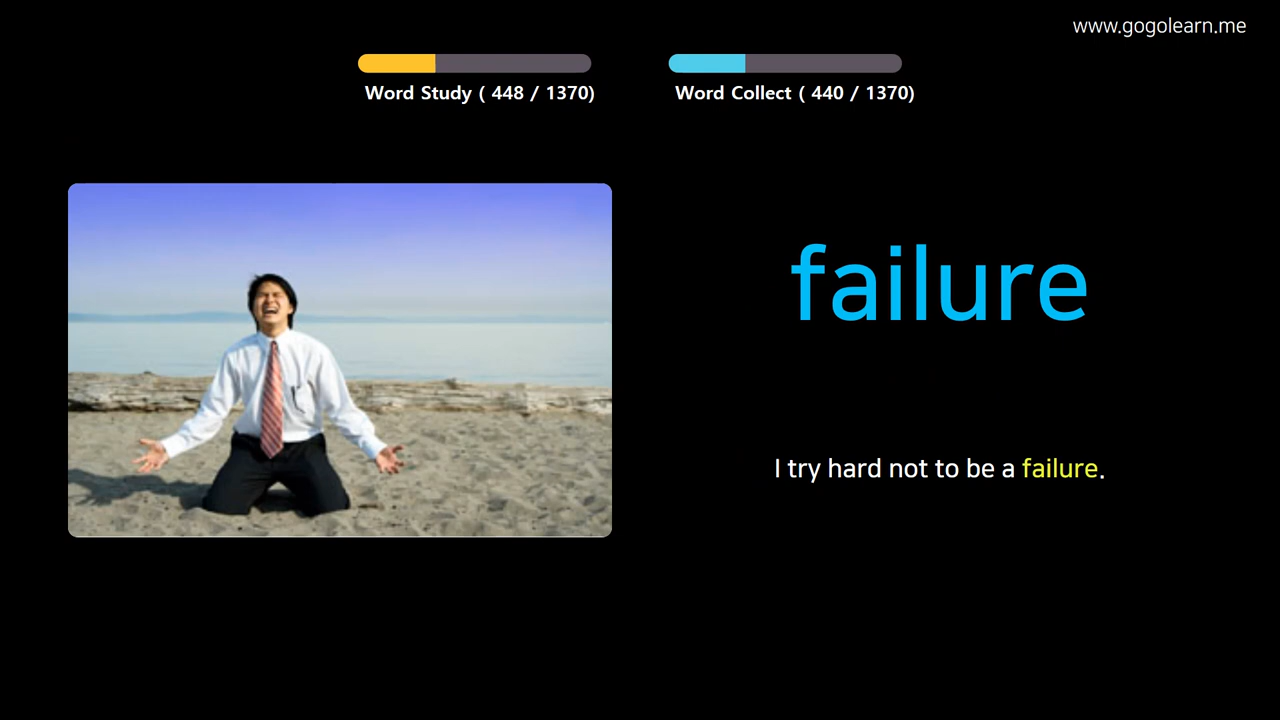 www.gogolearn.me
Word Study ( 448 / 1370)
Word Collect ( 440 / 1370)
failure
I try hard not to be a failure.